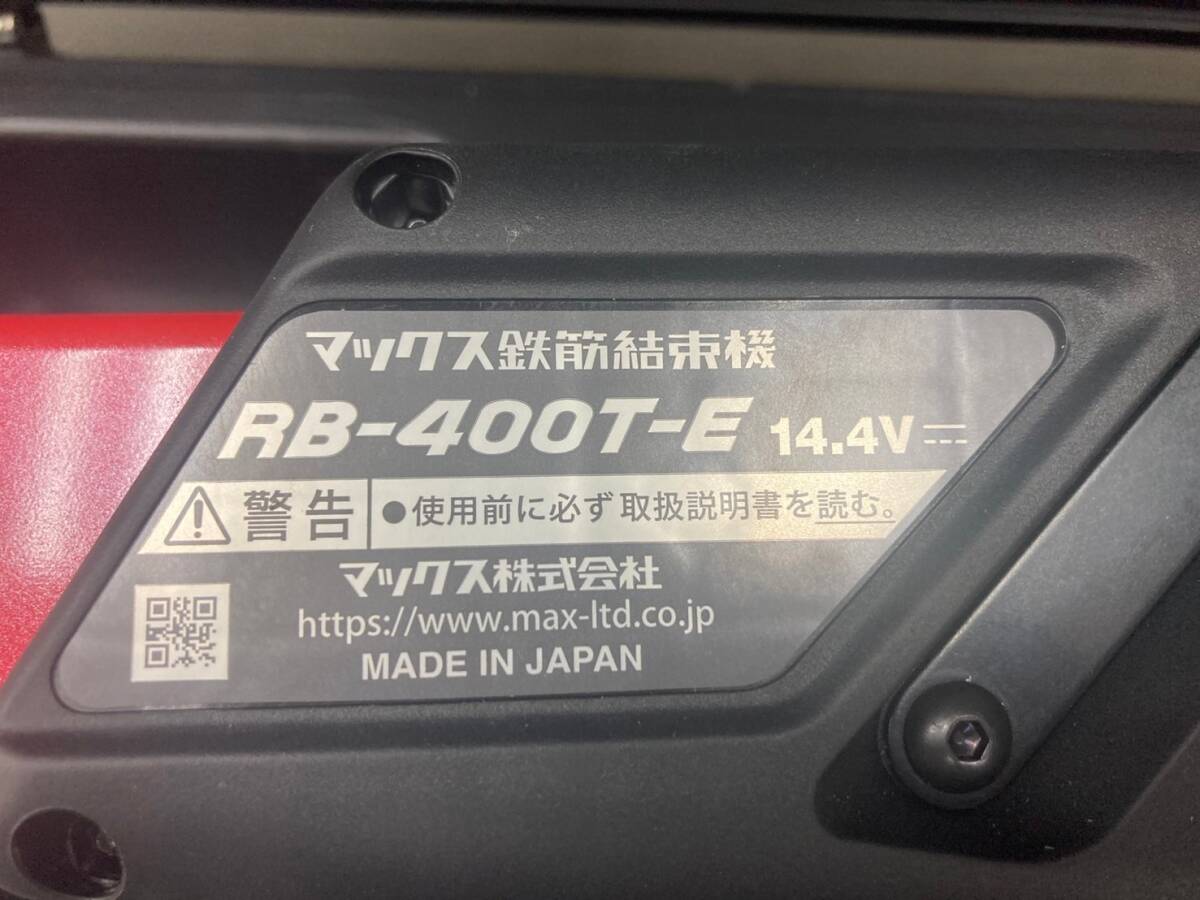 マックス鉄筋結束機
RB-400T-E 14.4V
警告 ●使用前に必ず取扱説明書を読む。
マックス株式会社
https://www.max-ltd.co.jp
MADE IN JAPAN